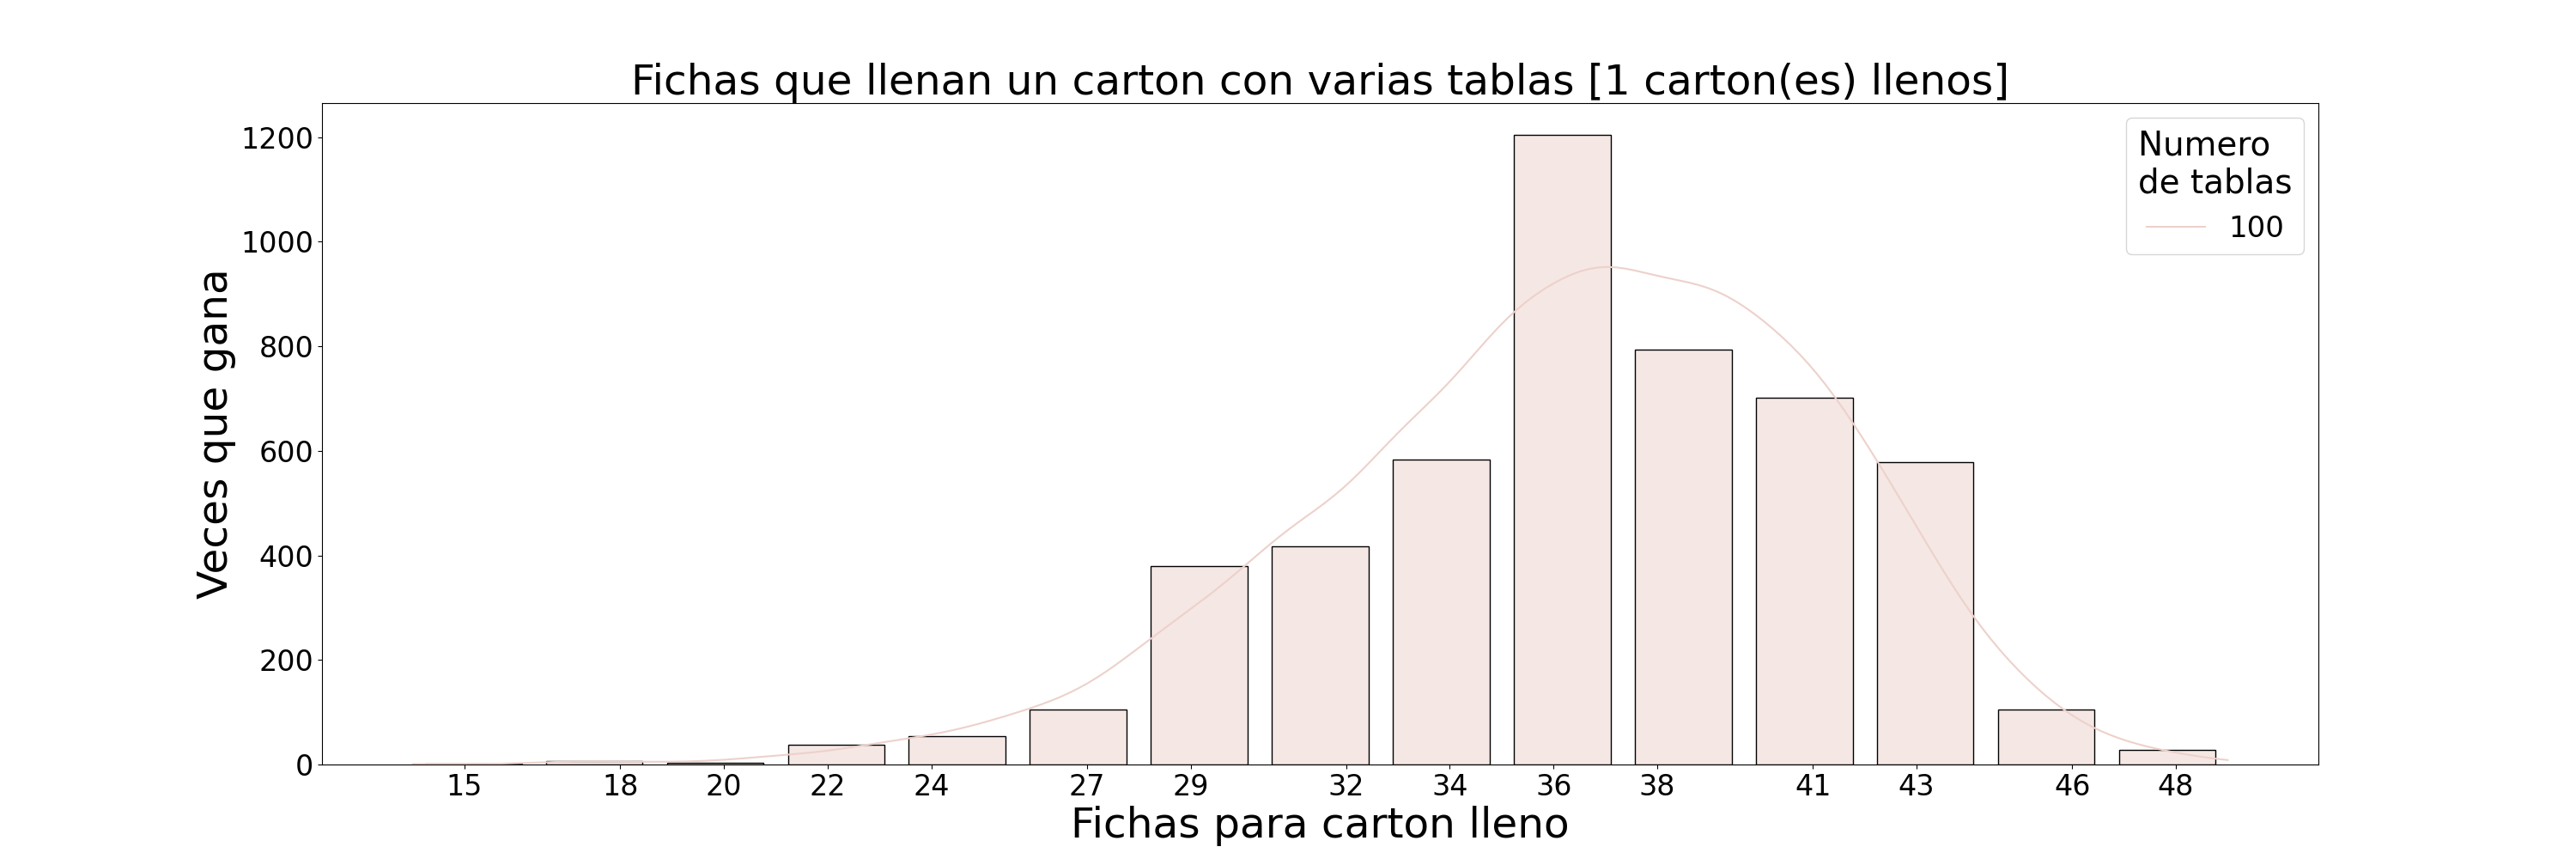 Fichas que llenan un carton con varias tablas [1 carton(es) llenos]
Numero
de tablas
100
Veces que gana
1200
1000
800
600
400
200
0
15 18 20 22 24 27 29 32 34 36 38 41 43 46 48
Fichas para carton lleno